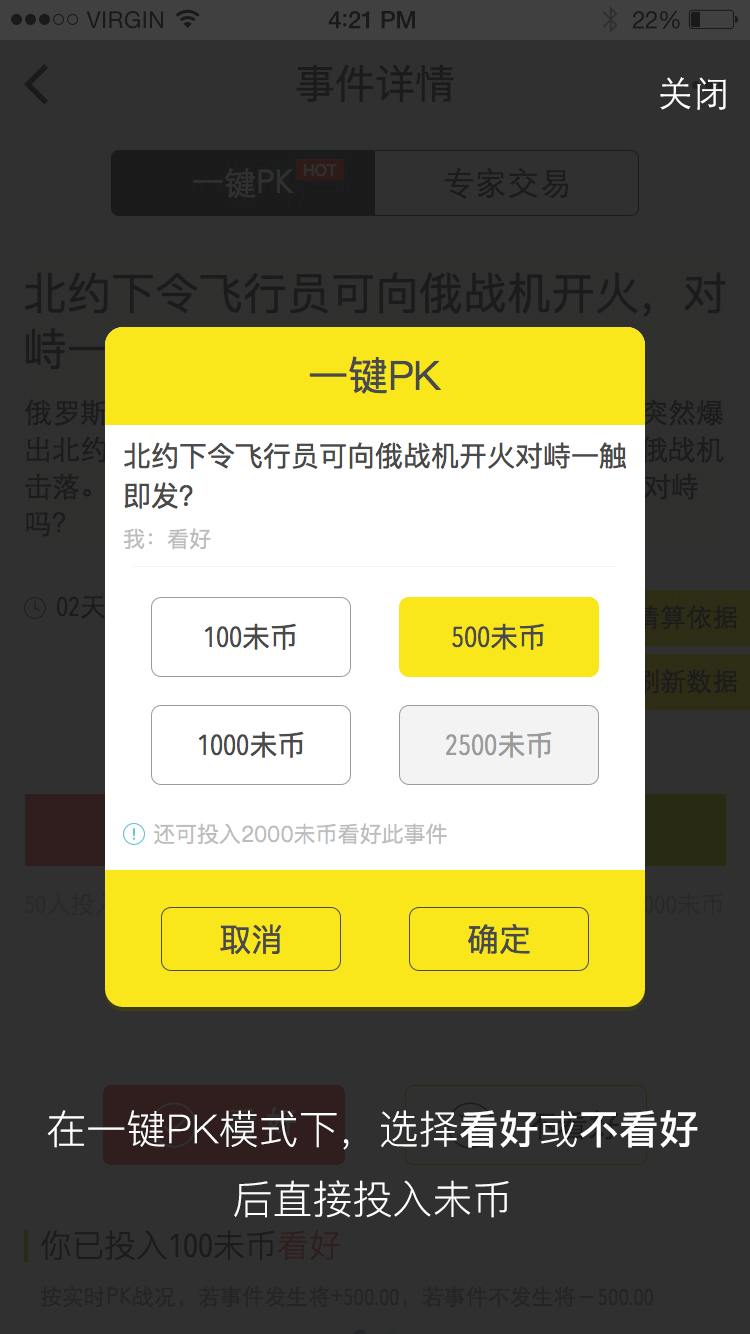 VIRGIN 4:21 PM 22%
事件详情
关闭
一键PK HOT 专家交易
北约下令飞行员可向俄战机开火，对
峙一
一键PK
俄罗斯 突然爆
出北约 俄战机
击落。 对峙
吗？
北约下令飞行员可向俄战机开火对峙一触
即发？
我：看好
02天
清算依据
刷新数据
100未币 500未币
1000未币 2500未币
还可投入2000未币看好此事件
50人投入 000未币
取消 确定
在一键PK模式下，选择看好或不看好
后直接投入未币
你已投入100未币看好
按实时PK战况，若事件发生将+500.00，若事件不发生将－500.00